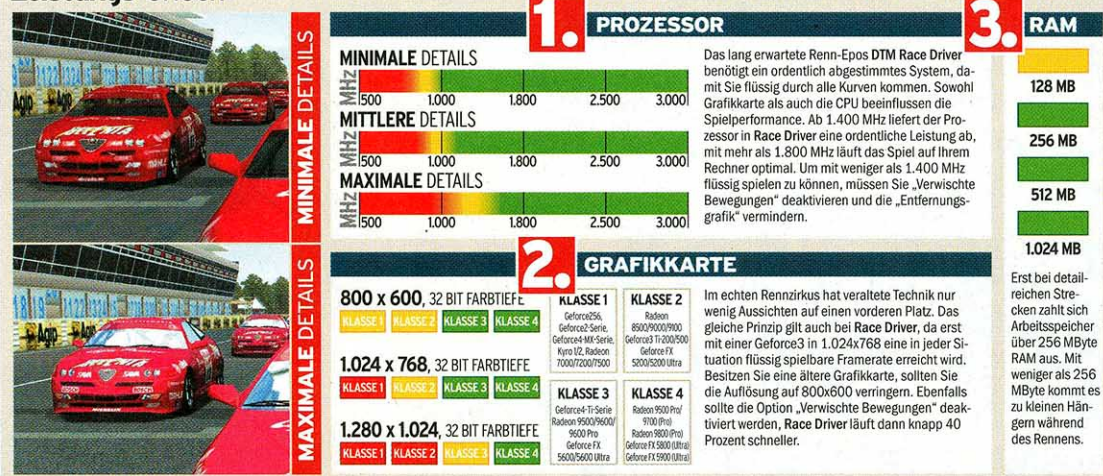 MINIMALE DETAILS
MAXIMALE DETAILS
1. PROZESSOR
MINIMALE DETAILS
MHz
500 1.000 1.800 2.500 3.000
MITTLERE DETAILS
MHz
500 1.000 1.800 2.500 3.000
MAXIMALE DETAILS
MHz
500 1.000 1.800 2.500 3.000
Das lang erwartete Renn-Epos DTM Race Driver
benötigt ein ordentlich abgestimmtes System, da-
mit Sie flüssig durch alle Kurven kommen. Sowohl
Grafikkarte als auch die CPU beeinflussen die
Spielperformance. Ab 1.400 MHz liefert der Pro-
zessor in Race Driver eine ordentliche Leistung ab,
mit mehr als 1.800 MHz läuft das Spiel auf Ihrem
Rechner optimal. Um mit weniger als 1.400 MHz
flüssig spielen zu können, müssen Sie „Verwischte
Bewegungen“ deaktivieren und die „Entfernungs-
grafik“ vermindern.
2. GRAFIKKARTE
800 x 600, 32 BIT FARBTIEFE
KLASSE 1 KLASSE 2 KLASSE 3 KLASSE 4
1.024 x 768, 32 BIT FARBTIEFE
KLASSE 1 KLASSE 2 KLASSE 3 KLASSE 4
1.280 x 1.024, 32 BIT FARBTIEFE
KLASSE 1 KLASSE 2 KLASSE 3 KLASSE 4
KLASSE 1
Geforce256,
Geforce2-Serie,
Geforce4-MX-Serie,
Kyro 1/2, Radeon
7000/7200/7500
KLASSE 2
Radeon
8500/9000/9100
Geforce3 Ti-200/500
Geforce FX
5200/5200 Ultra
KLASSE 3
Geforce4-Ti-Serie
Radeon 9500/9600/
9600 Pro
Geforce FX
5600/5600 Ultra
KLASSE 4
Radeon 9500 Pro/
9700 (Pro)
Radeon 9800 (Pro)
Geforce FX 5800 (Ultra)
Geforce FX 5900 (Ultra)
Im echten Rennzirkus hat veraltete Technik nur
wenig Aussichten auf einen vorderen Platz. Das
gleiche Prinzip gilt auch bei Race Driver, da erst
mit einer Geforce3 in 1.024x768 eine in jeder Si-
tuation flüssig spielbare Framerate erreicht wird.
Besitzen Sie eine ältere Grafikkarte, sollten Sie
die Auflösung auf 800x600 verringern. Ebenfalls
sollte die Option „Verwischte Bewegungen“ deak-
tiviert werden, Race Driver läuft dann knapp 40
Prozent schneller.
3. RAM
128 MB
256 MB
512 MB
1.024 MB
Erst bei detail-
reichen Stre-
cken zahlt sich
Arbeitsspeicher
über 256 MByte
RAM aus. Mit
weniger als 256
MByte kommt es
zu kleinen Hän-
gern während
des Rennens.